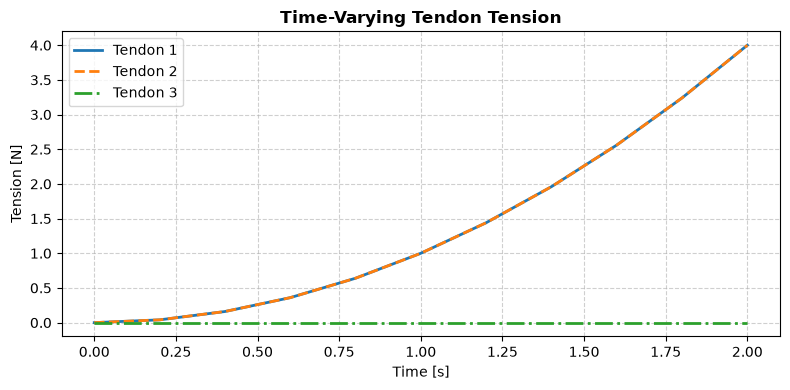 Time-Varying Tendon Tension
Tendon 1
Tendon 2
Tendon 3
Tension [N]
4.0
3.5
3.0
2.5
2.0
1.5
1.0
0.5
0.0
0.00 0.25 0.50 0.75 1.00 1.25 1.50 1.75 2.00
Time [s]